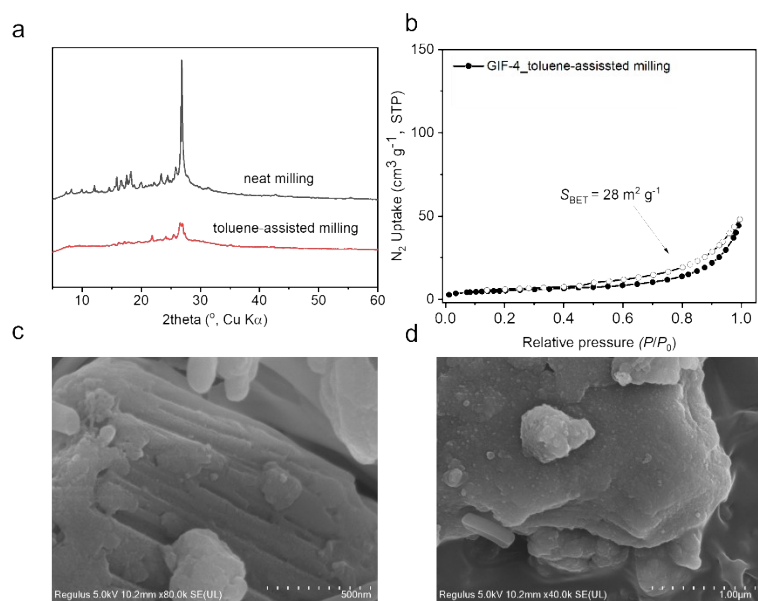 a
neat milling
toluene-assisted milling
5 10 20 30 40 50 60
2theta (°, Cu Kα)
b
N₂ Uptake (cm³ g⁻¹, STP)
150
100
50
0
GIF-4_toluene-assissted milling
S_BET = 28 m² g⁻¹
0.0 0.2 0.4 0.6 0.8 1.0
Relative pressure (P/P₀)
c
Regulus 5.0kV 10.2mm x80.0k SE(UL) 500nm
d
Regulus 5.0kV 10.2mm x40.0k SE(UL) 1.00μm